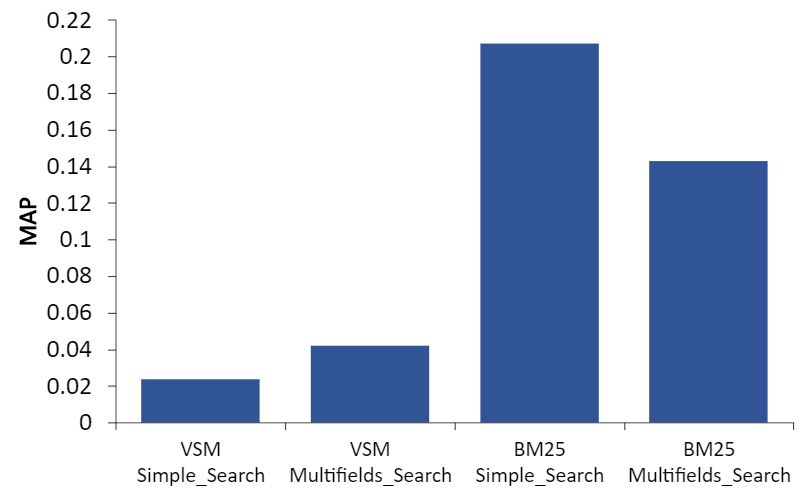 0.22
0.2
0.18
0.16
0.14
0.12
0.1
0.08
0.06
0.04
0.02
0
MAP
VSM
Simple_Search
VSM
Multifields_Search
BM25
Simple_Search
BM25
Multifields_Search